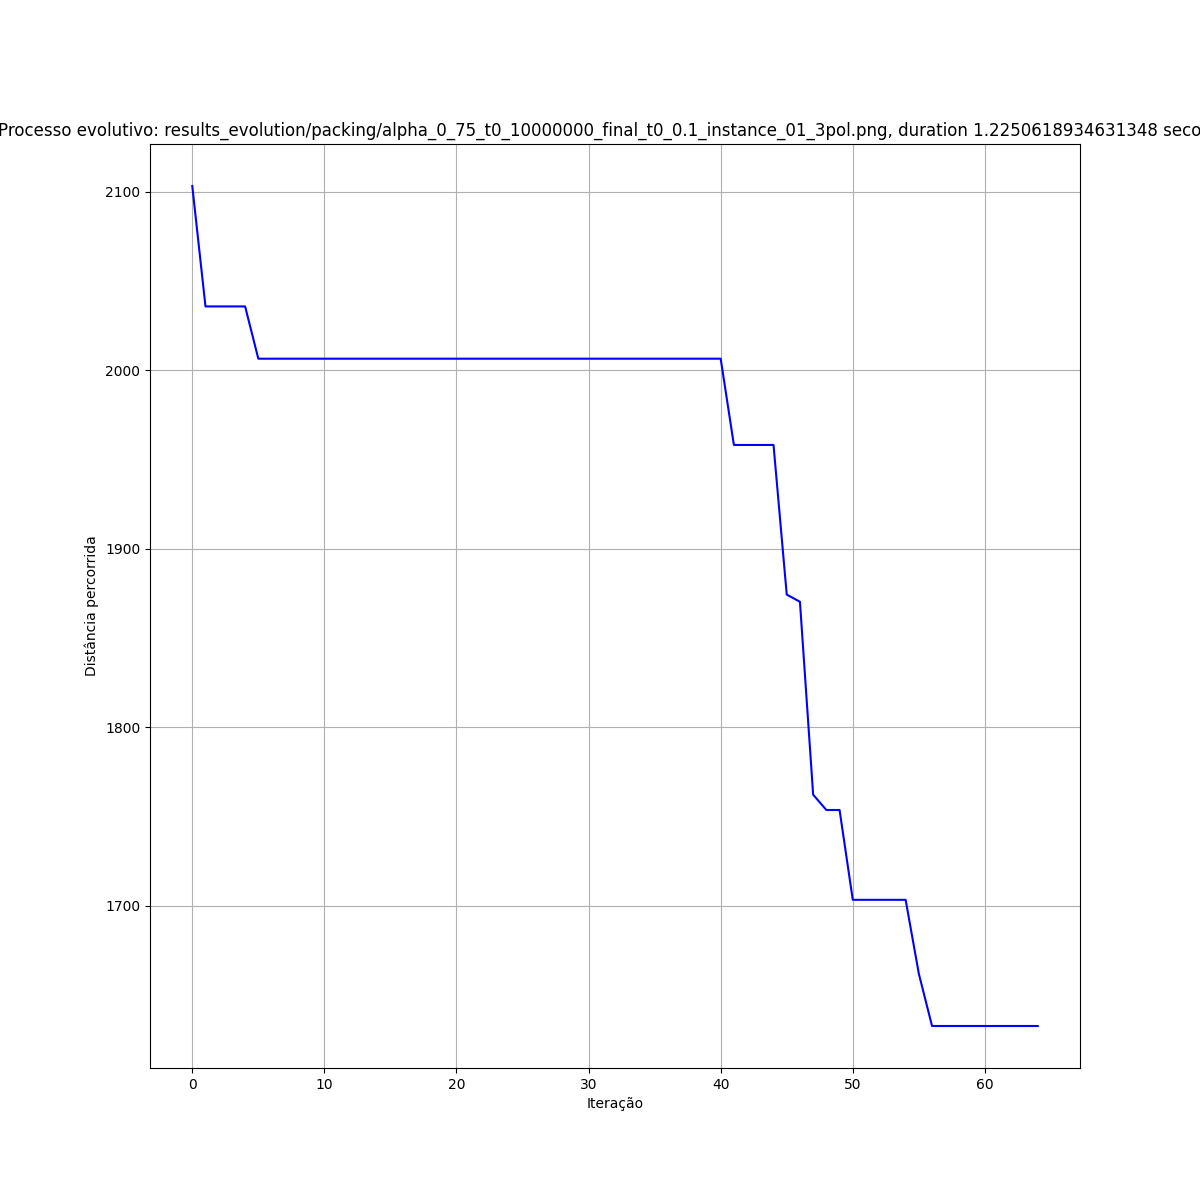 Processo evolutivo: results_evolution/packing/alpha_0_75_t0_10000000_final_t0_0.1_instance_01_3pol.png, duration 1.2250618934631348 seco
2100
2000
1900
1800
1700
Distância percorrida
0 10 20 30 40 50 60
Iteração